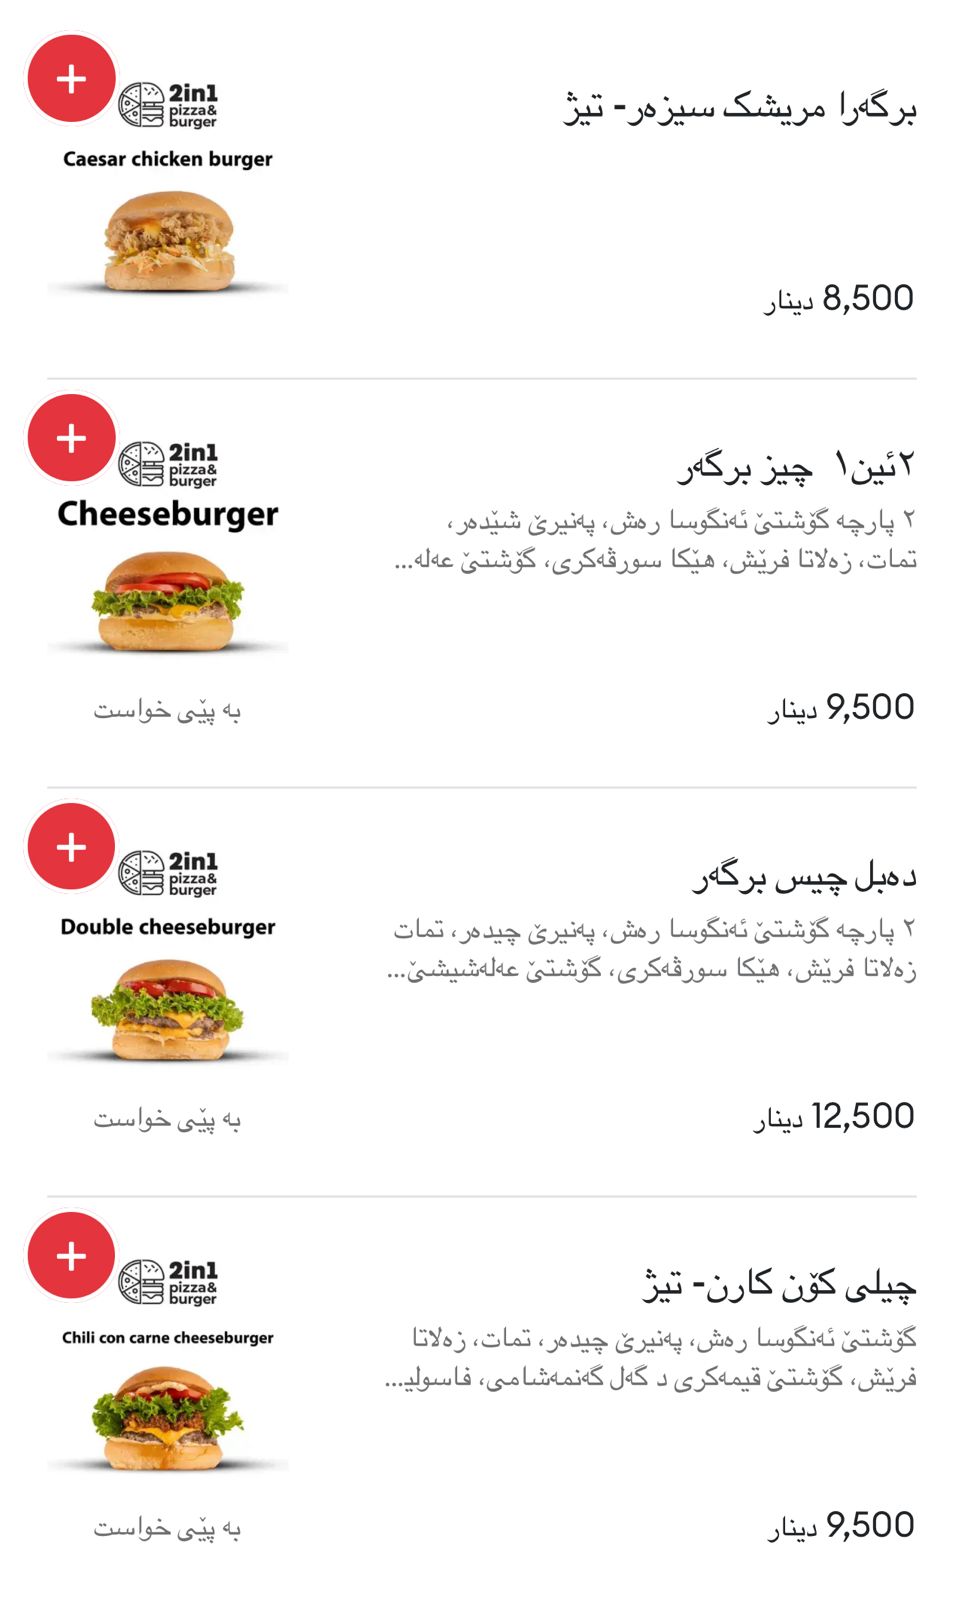 برگەرا مریشک سیزەر- تیژ
2in1
pizza&
burger
Caesar chicken burger
8,500 دینار
٢ئین١ چیز برگەر
٢ پارچە گۆشتێ ئەنگوسا رەش، پەنیرێ شێدەر،
تمات، زەلاتا فرێش، هێکا سورڤەکری، گۆشتێ عەلە...
2in1
pizza&
burger
Cheeseburger
9,500 دینار
بە پێی خواست
دەبل چیس برگەر
٢ پارچە گۆشتێ ئەنگوسا رەش، پەنیرێ چیدەر، تمات
زەلاتا فرێش، هێکا سورڤەکری، گۆشتێ عەلەشیشێ...
2in1
pizza&
burger
Double cheeseburger
12,500 دینار
بە پێی خواست
چیلی کۆن کارن- تیژ
گۆشتێ ئەنگوسا رەش، پەنیرێ چیدەر، تمات، زەلاتا
فرێش، گۆشتێ قیمەکری د گەل گەنمەشامی، فاسولیـ...
2in1
pizza&
burger
Chili con carne cheeseburger
9,500 دینار
بە پێی خواست